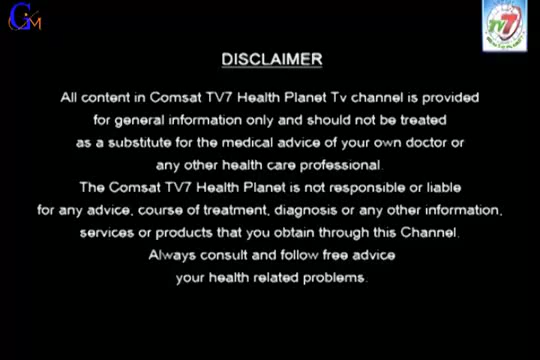 GM
TV7
DISCLAIMER
All content in Comsat TV7 Health Planet Tv channel is provided
for general information only and should not be treated
as a substitute for the medical advice of your own doctor or
any other health care professional.
The Comsat TV7 Health Planet is not responsible or liable
for any advice, course of treatment, diagnosis or any other information,
services or products that you obtain through this Channel.
Always consult and follow free advice
your health related problems.